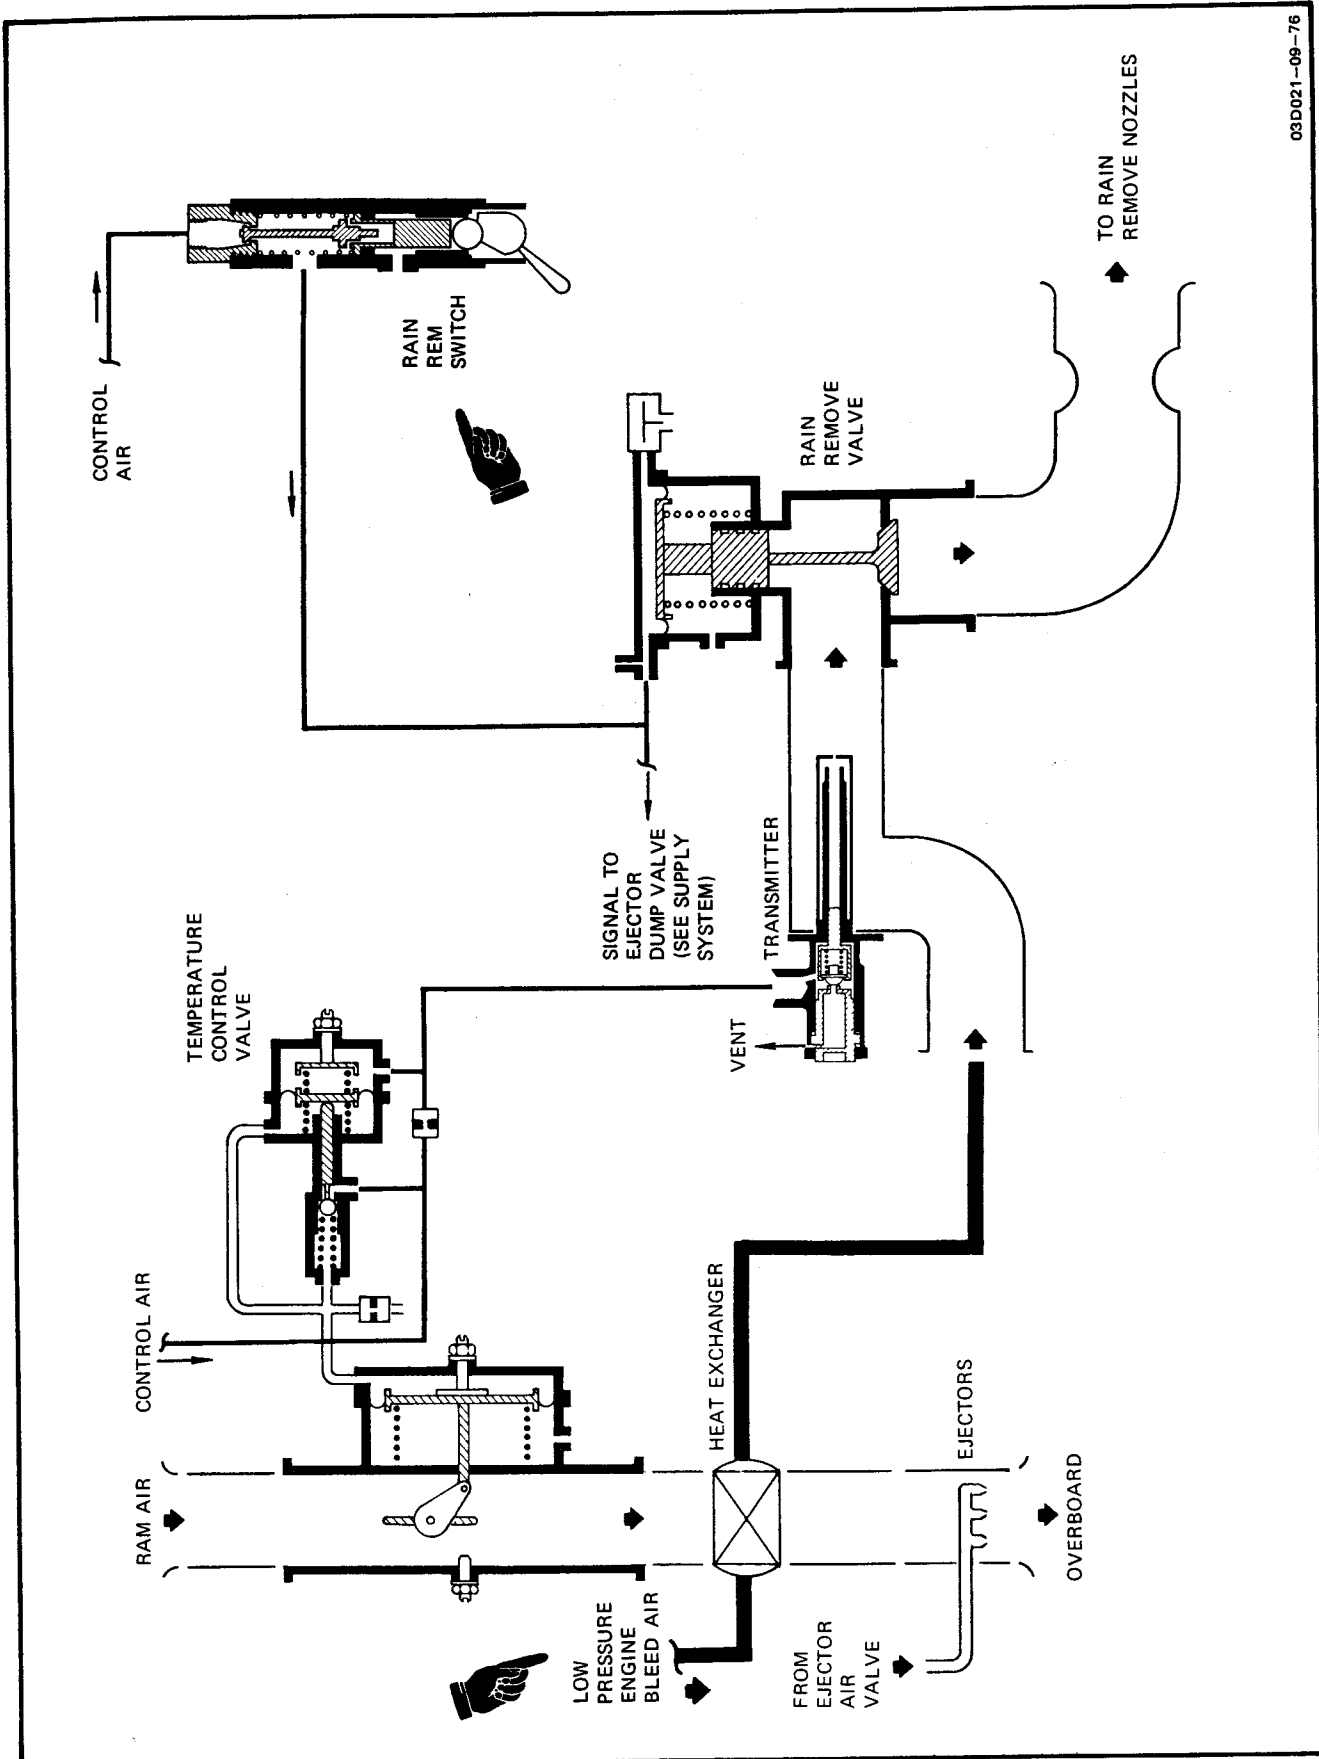 03D021-09-76
CONTROL
AIR
RAIN
REM
SWITCH
TO RAIN
REMOVE NOZZLES
RAIN
REMOVE
VALVE
SIGNAL TO
EJECTOR
DUMP VALVE
(SEE SUPPLY
SYSTEM)
TRANSMITTER
VENT
TEMPERATURE
CONTROL
VALVE
CONTROL AIR
RAM AIR
HEAT EXCHANGER
EJECTORS
OVERBOARD
LOW
PRESSURE
ENGINE
BLEED AIR
FROM
EJECTOR
AIR
VALVE